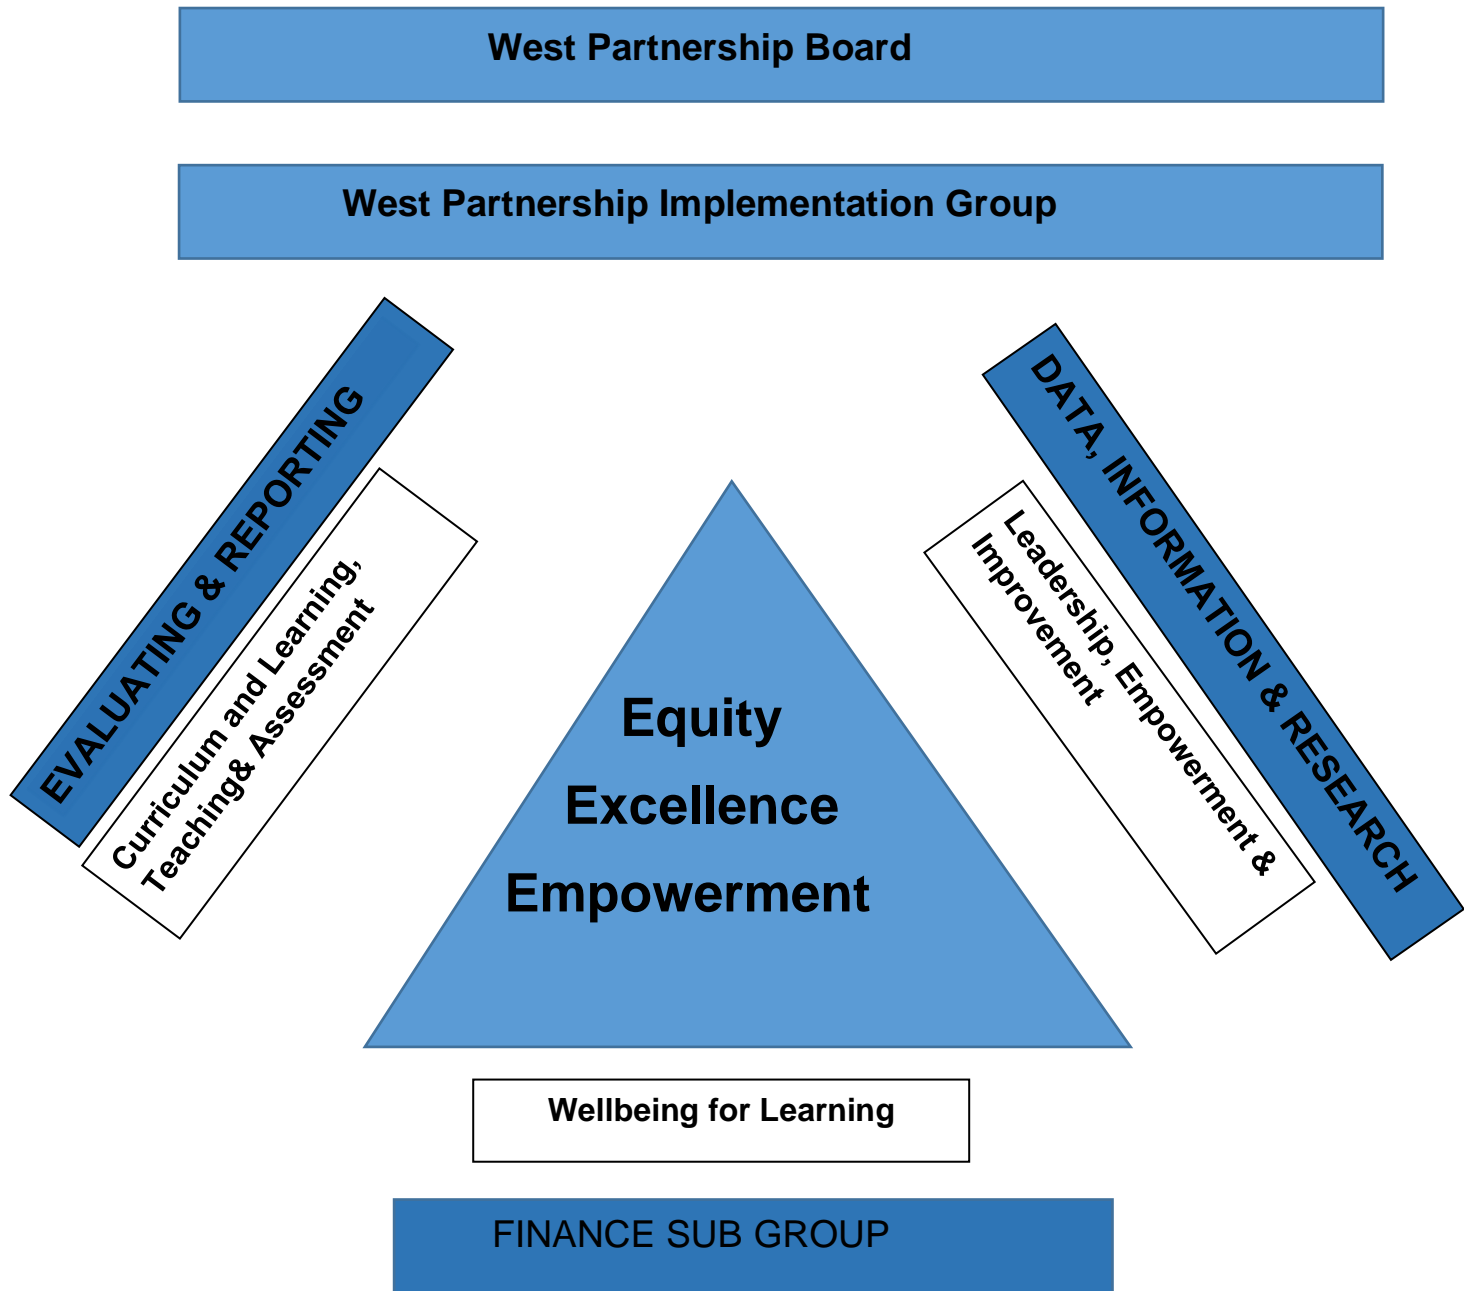 West Partnership Board
West Partnership Implementation Group
EVALUATING & REPORTING
Curriculum and Learning,
Teaching& Assessment
DATA, INFORMATION & RESEARCH
Leadership, Empowerment &
Improvement
Equity
Excellence
Empowerment
Wellbeing for Learning
FINANCE SUB GROUP